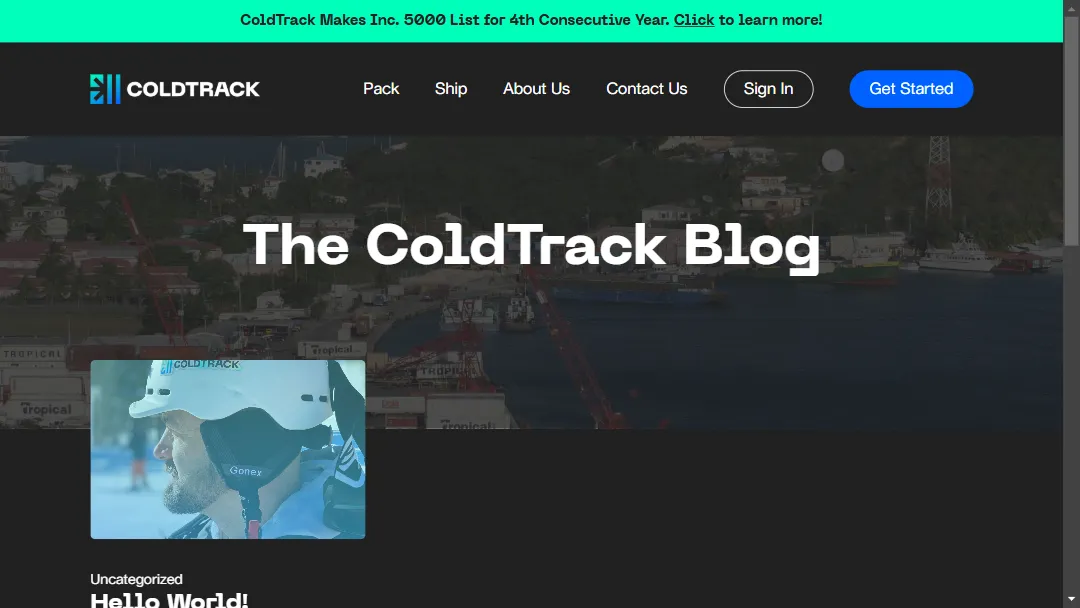 ColdTrack Makes Inc. 5000 List for 4th Consecutive Year. Click to learn more!
COLDTRACK
Pack
Ship
About Us
Contact Us
Sign In
Get Started
The ColdTrack Blog
TROPICAL
Tropical
TROPICAL
Tropical
Tropical
COLDTRACK
Gonex
Uncategorized
Hello World!